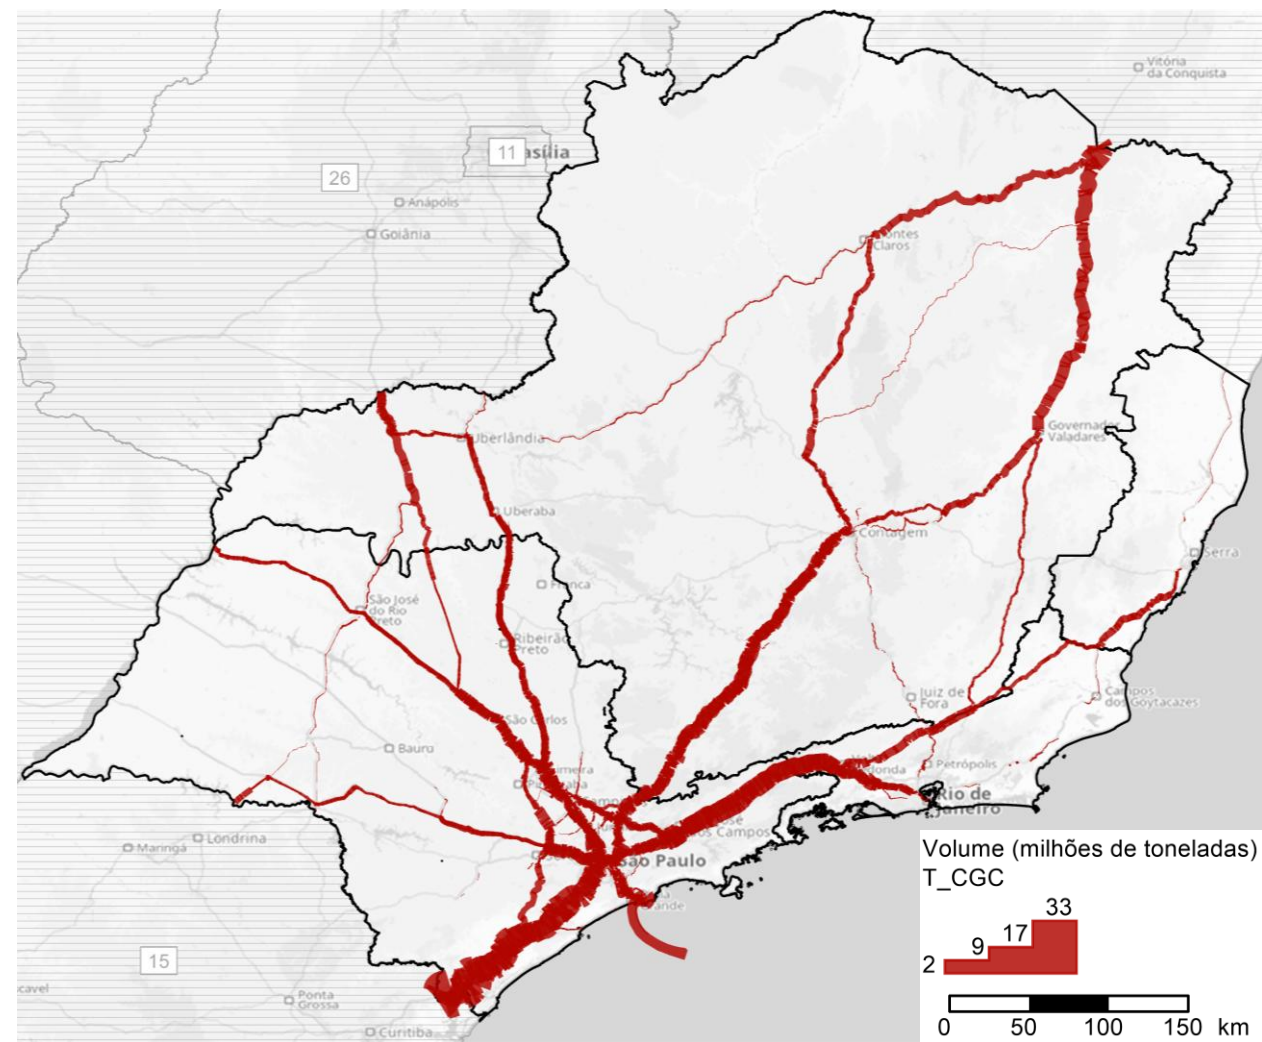 Vitória
da Conquista
11
asília
26
Anápolis
Goiânia
Montes
Claros
Uberlândia
Governador
Valadares
Uberaba
Contagem
Serra
Franca
São José
do Rio
Preto
Ribeirão
Preto
Juiz de
Fora
Campos
dos Goytacazes
São Carlos
Bauru
Petrópolis
Rio de
Janeiro
os Campos
Londrina
Maringá
São Paulo
Volume (milhões de toneladas)
T_CGC
33
17
9
2
15
Ponta
Grossa
Curitiba
0 50 100 150 km